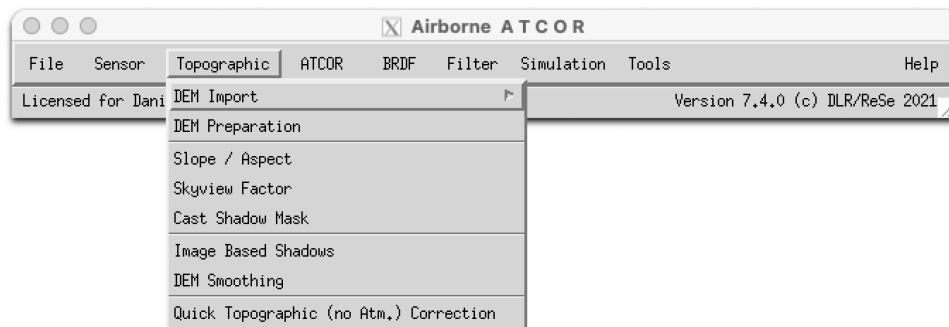 Airborne A T C O R
File Sensor Topographic ATCOR BRDF Filter Simulation Tools Help
Licensed for Dani Version 7.4.0 (c) DLR/ReSe 2021
DEM Import
DEM Preparation
Slope / Aspect
Skyview Factor
Cast Shadow Mask
Image Based Shadows
DEM Smoothing
Quick Topographic (no Atm.) Correction